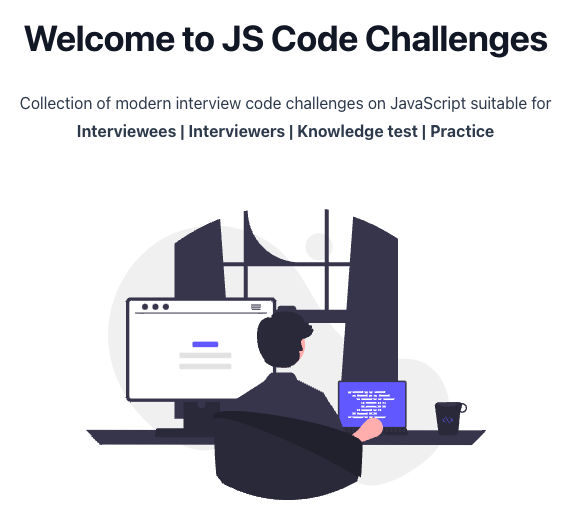 Welcome to JS Code Challenges
Collection of modern interview code challenges on JavaScript suitable for
Interviewees | Interviewers | Knowledge test | Practice